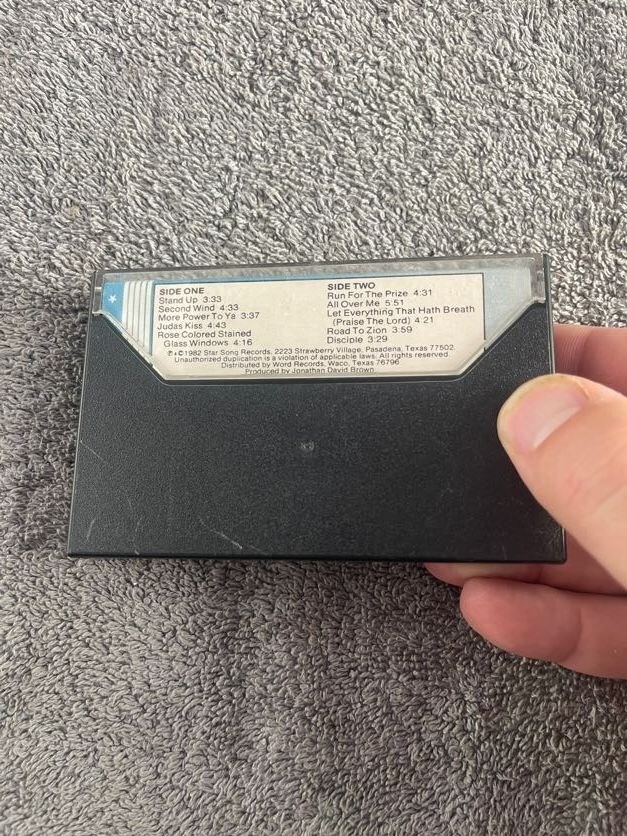 SIDE ONE
Stand Up 3:33
Second Wind 4:33
More Power To Ya 3:37
Judas Kiss 4:43
Rose Colored Stained
Glass Windows 4:16
SIDE TWO
Run For The Prize 4:31
All Over Me 5:51
Let Everything That Hath Breath
(Praise The Lord) 4:21
Road To Zion 3:59
Disciple 3:29
℗+©1982 Star Song Records, 2223 Strawberry Village, Pasadena, Texas 77502.
Unauthorized duplication is a violation of applicable laws. All rights reserved
Distributed by Word Records, Waco, Texas 76796
Produced by Jonathan David Brown